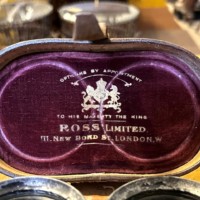 OPTICIANS BY APPOINTMENT
TO HIS MAJESTY THE KING
ROSS LIMITED.
111, NEW BOND ST. LONDON, W.